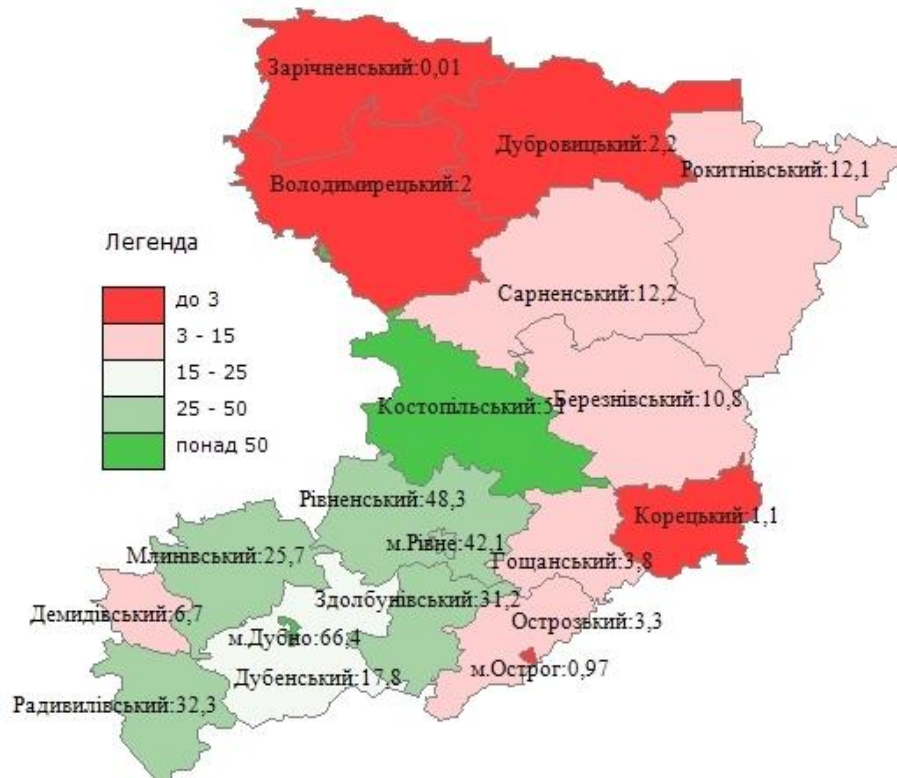 Зарічненський:0,01
Дубровицький:2,2
Рокитнівський:12,1
Володимирецький:2
Легенда
до 3
3 - 15
15 - 25
25 - 50
понад 50
Сарненський:12,2
Костопільський:51
Березнівський:10,8
Рівненський:48,3
Корецький:1,1
м.Рівне:42,1
Млинівський:25,7
Гощанський:3,8
Здолбунівський:31,2
Демидівський:6,7
Острозький:3,3
м.Дубно:66,4
м.Острог:0,97
Дубенський:17,8
Радивилівський:32,3